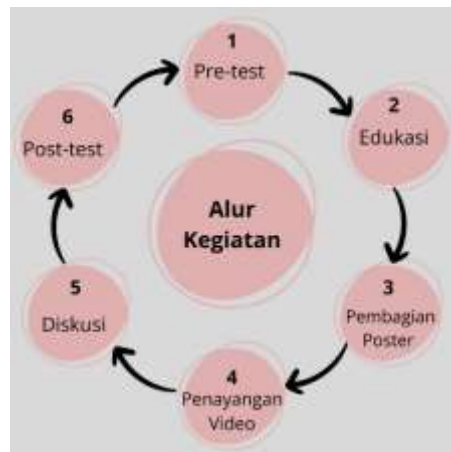 1
Pre-test
2
Edukasi
3
Pembagian
Poster
4
Penayangan
Video
5
Diskusi
6
Post-test
Alur
Kegiatan